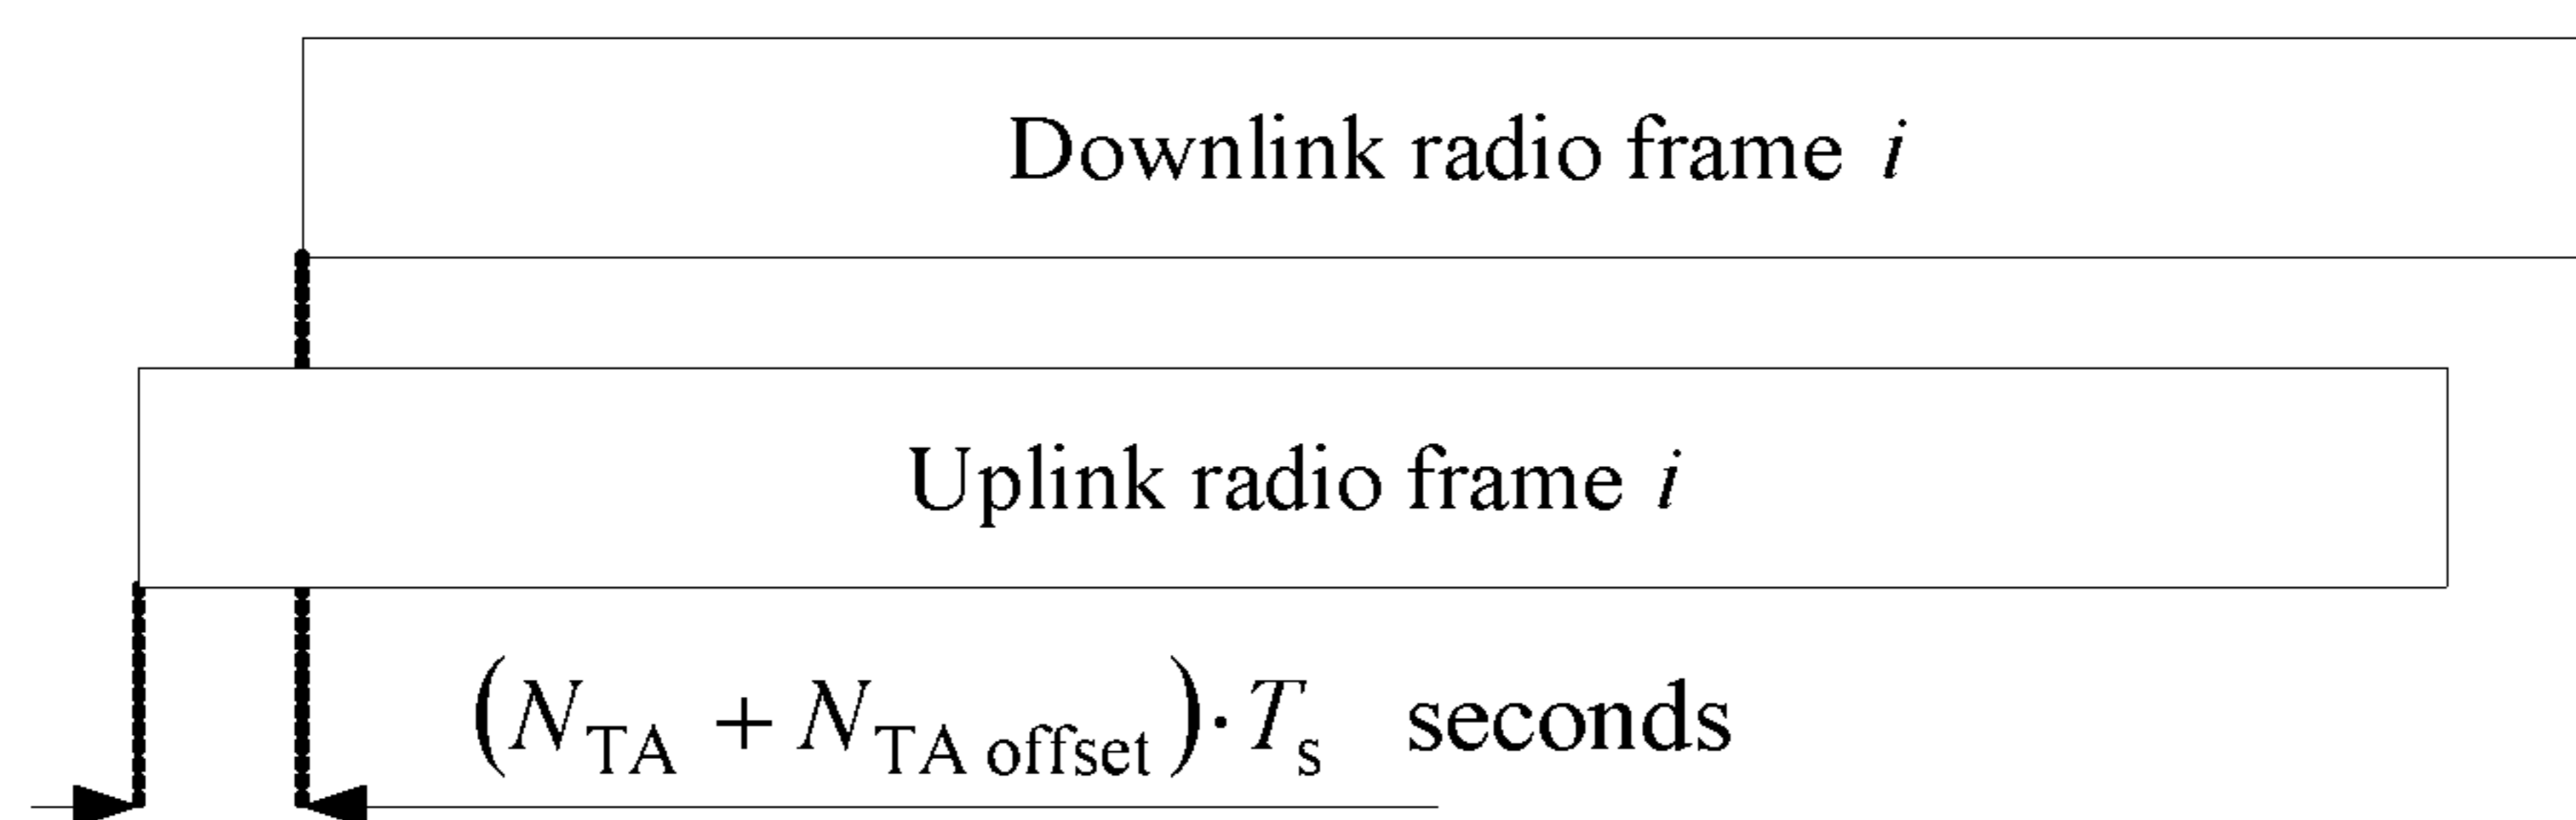 Downlink radio frame i
Uplink radio frame i
(N_TA + N_TA offset) · T_s seconds